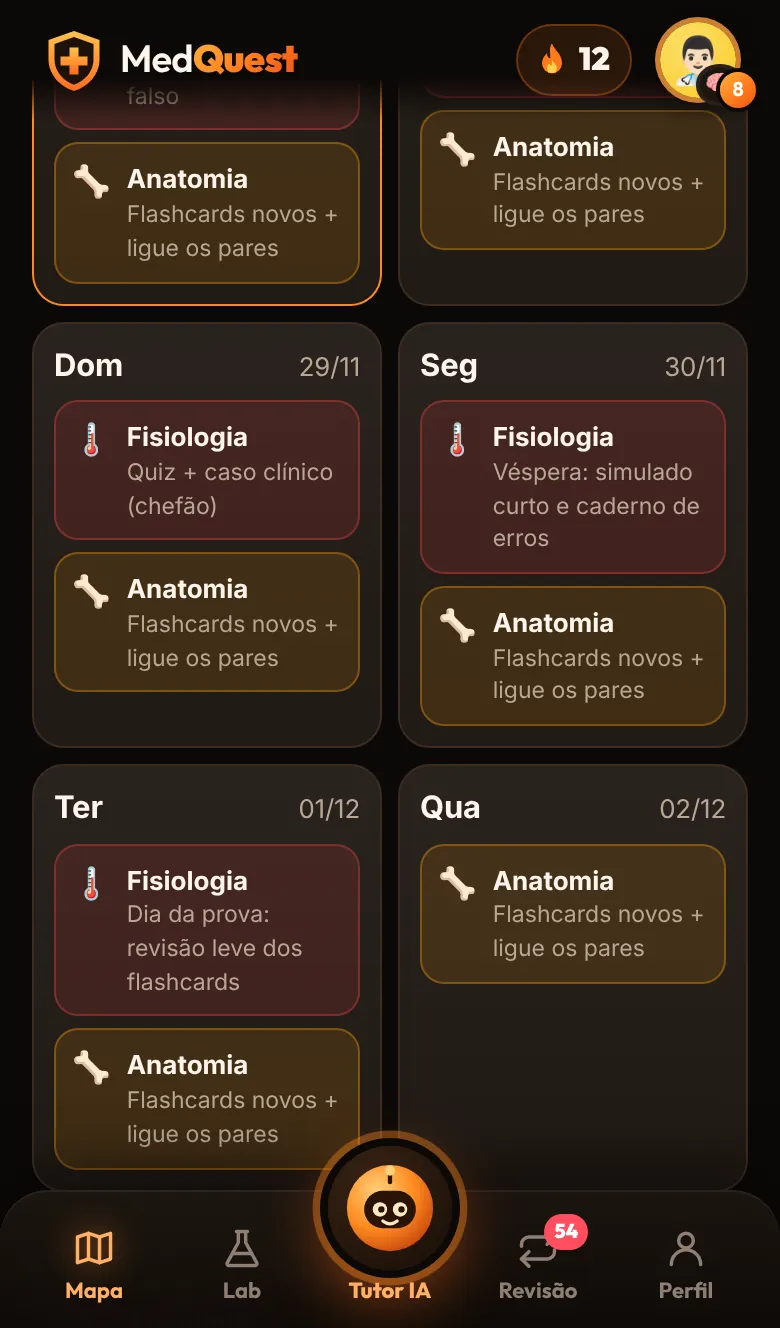 MedQuest
12
8
falso
Anatomia
Flashcards novos +
ligue os pares
Anatomia
Flashcards novos +
ligue os pares
Dom 29/11
Fisiologia
Quiz + caso clínico
(chefão)
Anatomia
Flashcards novos +
ligue os pares
Seg 30/11
Fisiologia
Véspera: simulado
curto e caderno de
erros
Anatomia
Flashcards novos +
ligue os pares
Ter 01/12
Fisiologia
Dia da prova:
revisão leve dos
flashcards
Anatomia
Flashcards novos +
ligue os pares
Qua 02/12
Anatomia
Flashcards novos +
ligue os pares
Mapa
Lab
Tutor IA
54
Revisão
Perfil